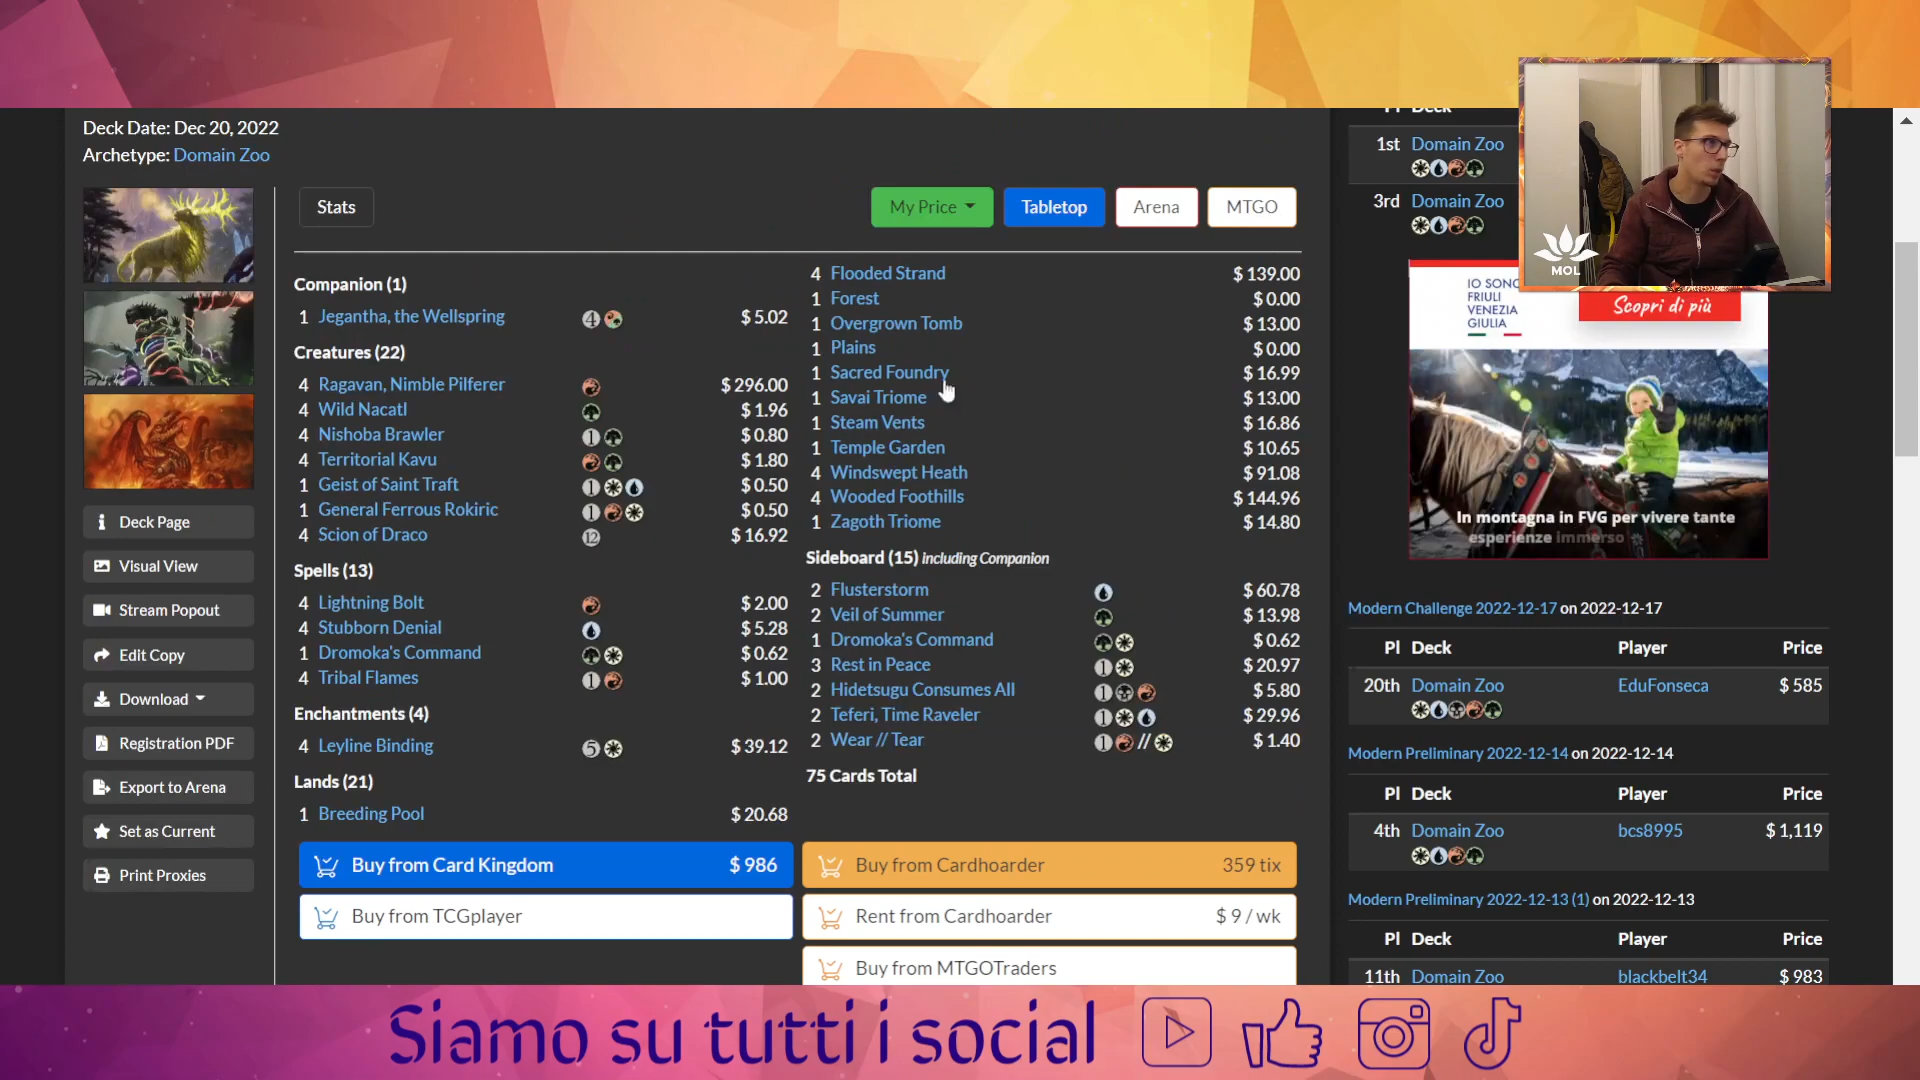 Deck Date: Dec 20, 2022
Archetype: Domain Zoo
Stats
My Price
Tabletop
Arena
MTGO
Companion (1)
1 Jegantha, the Wellspring 4 $ 5.02
Creatures (22)
4 Ragavan, Nimble Pilferer $ 296.00
4 Wild Nacatl $ 1.96
4 Nishoba Brawler 1 $ 0.80
4 Territorial Kavu $ 1.80
1 Geist of Saint Traft 1 $ 0.50
1 General Ferrous Rokiric 1 $ 0.50
4 Scion of Draco 12 $ 16.92
Spells (13)
4 Lightning Bolt $ 2.00
4 Stubborn Denial $ 5.28
1 Dromoka's Command $ 0.62
4 Tribal Flames 1 $ 1.00
Enchantments (4)
4 Leyline Binding 5 $ 39.12
Lands (21)
1 Breeding Pool $ 20.68
4 Flooded Strand $ 139.00
1 Forest $ 0.00
1 Overgrown Tomb $ 13.00
1 Plains $ 0.00
1 Sacred Foundry $ 16.99
1 Savai Triome $ 13.00
1 Steam Vents $ 16.86
1 Temple Garden $ 10.65
4 Windswept Heath $ 91.08
4 Wooded Foothills $ 144.96
1 Zagoth Triome $ 14.80
Sideboard (15) including Companion
2 Flusterstorm $ 60.78
2 Veil of Summer $ 13.98
1 Dromoka's Command $ 0.62
3 Rest in Peace 1 $ 20.97
2 Hidetsugu Consumes All 1 $ 5.80
2 Teferi, Time Raveler 1 $ 29.96
2 Wear // Tear 1 // $ 1.40
75 Cards Total
Deck Page
Visual View
Stream Popout
Edit Copy
Download
Registration PDF
Export to Arena
Set as Current
Print Proxies
Buy from Card Kingdom $ 986
Buy from TCGplayer
Buy from Cardhoarder 359 tix
Rent from Cardhoarder $ 9 / wk
Buy from MTGOTraders
Pl Deck
1st Domain Zoo
3rd Domain Zoo
MOL
IO SONO
FRIULI
VENEZIA
GIULIA
Scopri di più
In montagna in FVG per vivere tante
esperienze immerso
Modern Challenge 2022-12-17 on 2022-12-17
Pl Deck Player Price
20th Domain Zoo EduFonseca $ 585
Modern Preliminary 2022-12-14 on 2022-12-14
Pl Deck Player Price
4th Domain Zoo bcs8995 $ 1,119
Modern Preliminary 2022-12-13 (1) on 2022-12-13
Pl Deck Player Price
11th Domain Zoo blackbelt34 $ 983
Siamo su tutti i social